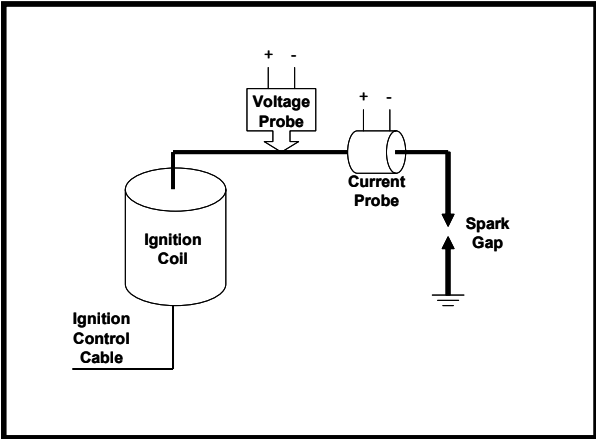 + -
Voltage
Probe
+ -
Current
Probe
Spark
Gap
Ignition
Coil
Ignition
Control
Cable